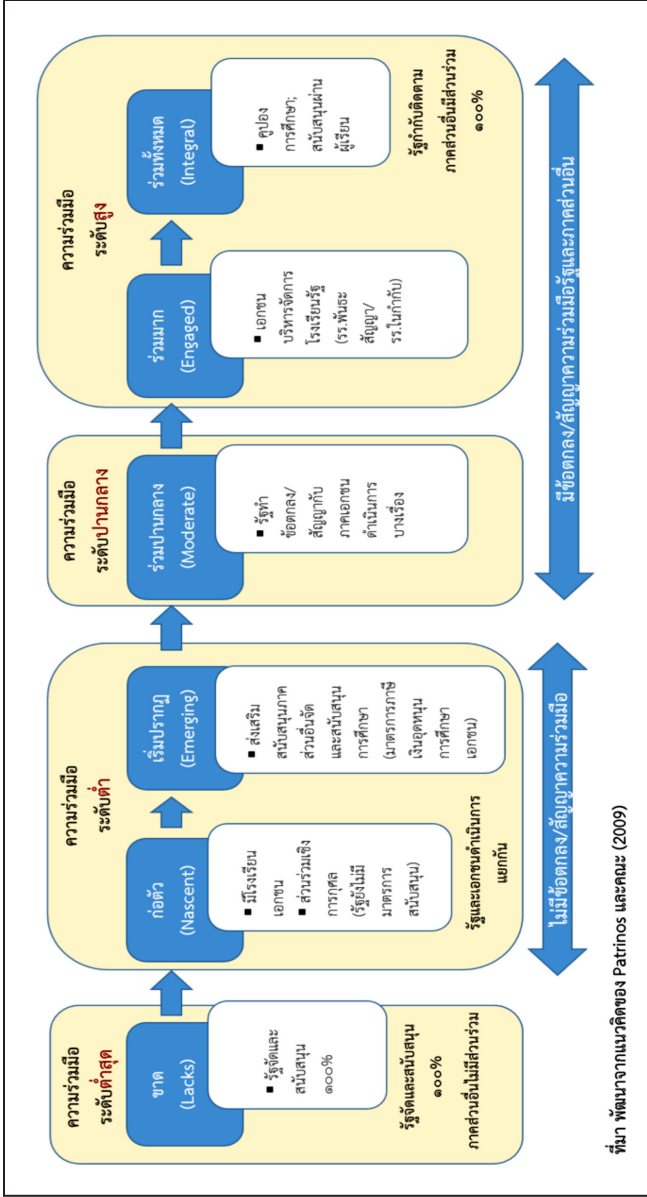 ความร่วมมือ
ระดับต่ำสุด
ขาด
(Lacks)
▪ รัฐจัดและ
สนับสนุน
๑๐๐%
รัฐจัดและสนับสนุน
๑๐๐%
ภาคส่วนอื่นไม่มีส่วนร่วม
ความร่วมมือ
ระดับต่ำ
ก่อตัว
(Nascent)
▪ มีโรงเรียน
เอกชน
▪ ส่วนร่วมเชิง
การกุศล
(รัฐยังไม่มี
มาตรการ
สนับสนุน)
รัฐและเอกชนดำเนินการ
แยกกัน
เริ่มปรากฏ
(Emerging)
▪ ส่งเสริม
สนับสนุนภาค
ส่วนอื่นจัด
และสนับสนุน
การศึกษา
(มาตรการภาษี
เงินอุดหนุน
การศึกษา
เอกชน)
ความร่วมมือ
ระดับปานกลาง
ร่วมปานกลาง
(Moderate)
▪ รัฐทำ
ข้อตกลง/
สัญญากับ
ภาคเอกชน
ดำเนินการ
บางเรื่อง
ความร่วมมือ
ระดับสูง
ร่วมมาก
(Engaged)
▪ เอกชน
บริหารจัดการ
โรงเรียนรัฐ
(รร.พันธะ
สัญญา/
รร.ในกำกับ)
ร่วมทั้งหมด
(Integral)
▪ คูปอง
การศึกษา;
สนับสนุนผ่าน
ผู้เรียน
รัฐกำกับติดตาม
ภาคส่วนอื่นมีส่วนร่วม
๑๐๐%
ไม่มีข้อตกลง/สัญญาความร่วมมือ
มีข้อตกลง/สัญญาความร่วมมือรัฐและภาคส่วนอื่น
ที่มา พัฒนาจากแนวคิดของ Patrinos และคณะ (2009)